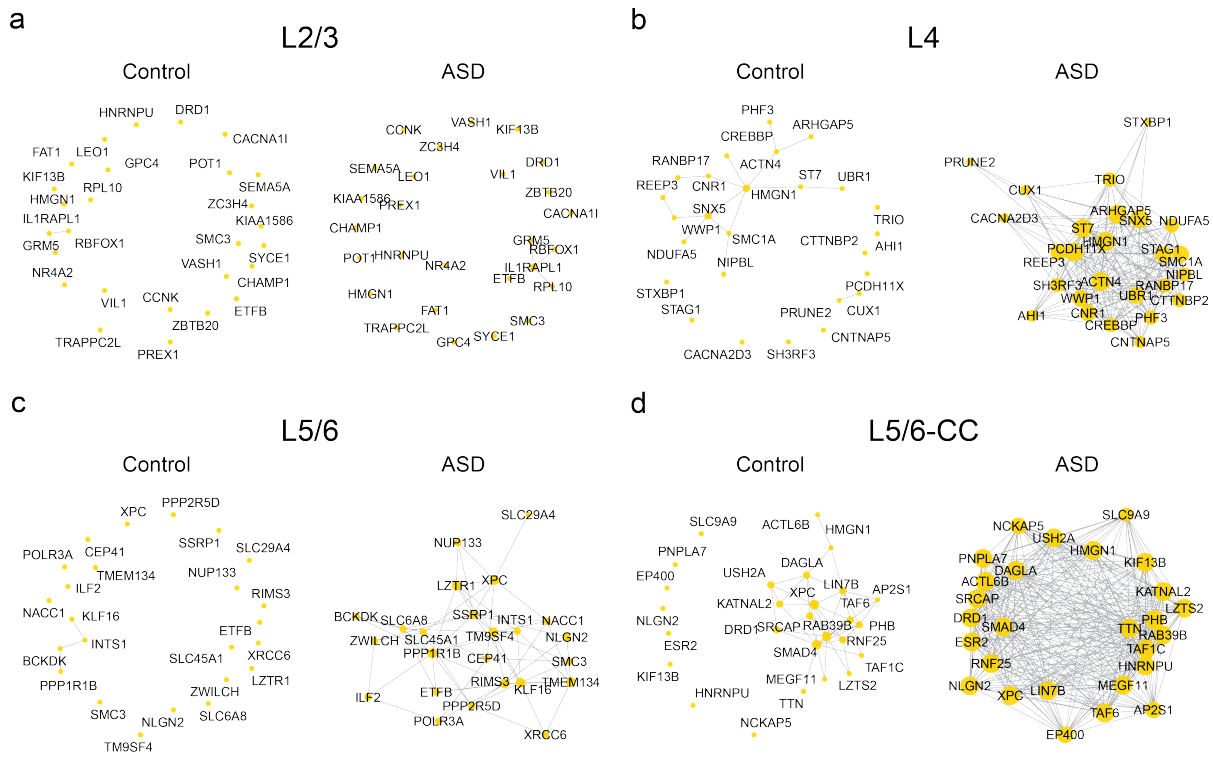 a
L2/3
Control
ASD
HNRNPU
DRD1
CACNA1I
FAT1
LEO1
GPC4
POT1
KIF13B
RPL10
SEMA5A
HMGN1
ZC3H4
IL1RAPL1
KIAA1586
GRM5
RBFOX1
SMC3
SYCE1
NR4A2
VASH1
CHAMP1
VIL1
CCNK
ETFB
ZBTB20
TRAPPC2L
PREX1
VASH1
CCNK
KIF13B
ZC3H4
DRD1
SEMA5A
LEO1
VIL1
ZBTB20
KIAA1586
PREX1
CACNA1I
CHAMP1
GRM5
RBFOX1
POT1
HNRNPU
NR4A2
IL1RAPL1
ETFB
RPL10
HMGN1
FAT1
TRAPPC2L
SMC3
GPC4
SYCE1
b
L4
Control
ASD
PHF3
ARHGAP5
CREBBP
RANBP17
ACTN4
REEP3
CNR1
HMGN1
ST7
UBR1
SNX5
TRIO
WWP1
SMC1A
CTTNBP2
AHI1
NDUFA5
NIPBL
STXBP1
PCDH11X
STAG1
PRUNE2
CUX1
CNTNAP5
CACNA2D3
SH3RF3
STXBP1
PRUNE2
CUX1
TRIO
CACNA2D3
ARHGAP5
SNX5
NDUFA5
ST7
HMGN1
PCDH11X
STAG1
REEP3
SMC1A
NIPBL
SH3RF3
ACTN4
RANBP17
WWP1
UBR1
CTTNBP2
AHI1
CNR1
PHF3
CREBBP
CNTNAP5
c
L5/6
Control
ASD
XPC
PPP2R5D
POLR3A
CEP41
SSRP1
SLC29A4
TMEM134
NUP133
ILF2
RIMS3
NACC1
KLF16
ETFB
INTS1
XRCC6
BCKDK
SLC45A1
LZTR1
PPP1R1B
ZWILCH
SMC3
SLC6A8
NLGN2
TM9SF4
SLC29A4
NUP133
LZTR1
XPC
BCKDK
SLC6A8
SSRP1
INTS1
NACC1
ZWILCH
SLC45A1
TM9SF4
NLGN2
PPP1R1B
CEP41
SMC3
RIMS3
TMEM134
ILF2
ETFB
KLF16
PPP2R5D
POLR3A
XRCC6
d
L5/6-CC
Control
ASD
SLC9A9
ACTL6B
HMGN1
PNPLA7
DAGLA
EP400
USH2A
LIN7B
AP2S1
XPC
KATNAL2
TAF6
NLGN2
DRD1
SRCAP
RAB39B
PHB
ESR2
SMAD4
RNF25
KIF13B
TAF1C
MEGF11
LZTS2
HNRNPU
TTN
NCKAP5
SLC9A9
NCKAP5
USH2A
HMGN1
PNPLA7
DAGLA
KIF13B
ACTL6B
SRCAP
KATNAL2
LZTS2
DRD1
SMAD4
PHB
TTN
RAB39B
ESR2
TAF1C
RNF25
HNRNPU
NLGN2
XPC
LIN7B
MEGF11
TAF6
AP2S1
EP400